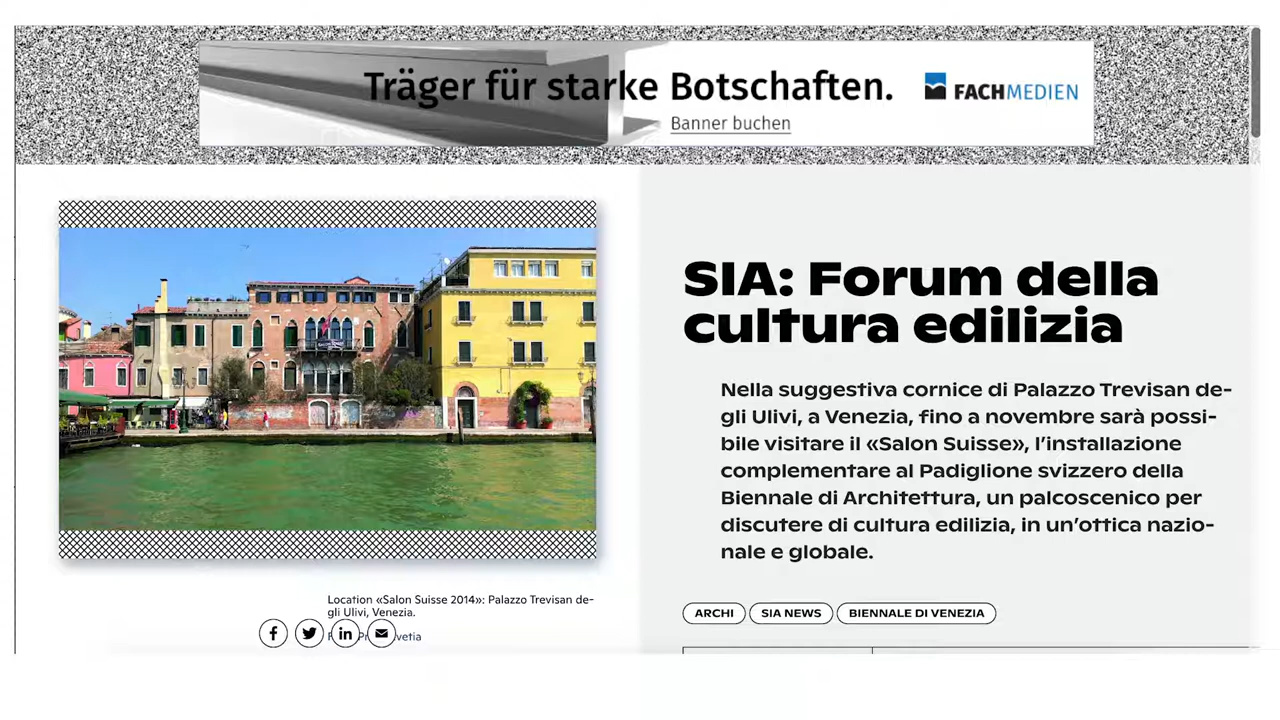 Träger für starke Botschaften.
FACHMEDIEN
Banner buchen
SIA: Forum della
cultura edilizia
Nella suggestiva cornice di Palazzo Trevisan de-
gli Ulivi, a Venezia, fino a novembre sarà possi-
bile visitare il «Salon Suisse», l'installazione
complementare al Padiglione svizzero della
Biennale di Architettura, un palcoscenico per
discutere di cultura edilizia, in un'ottica nazio-
nale e globale.
ARCHI SIA NEWS BIENNALE DI VENEZIA
Location «Salon Suisse 2014»: Palazzo Trevisan de-
gli Ulivi, Venezia.